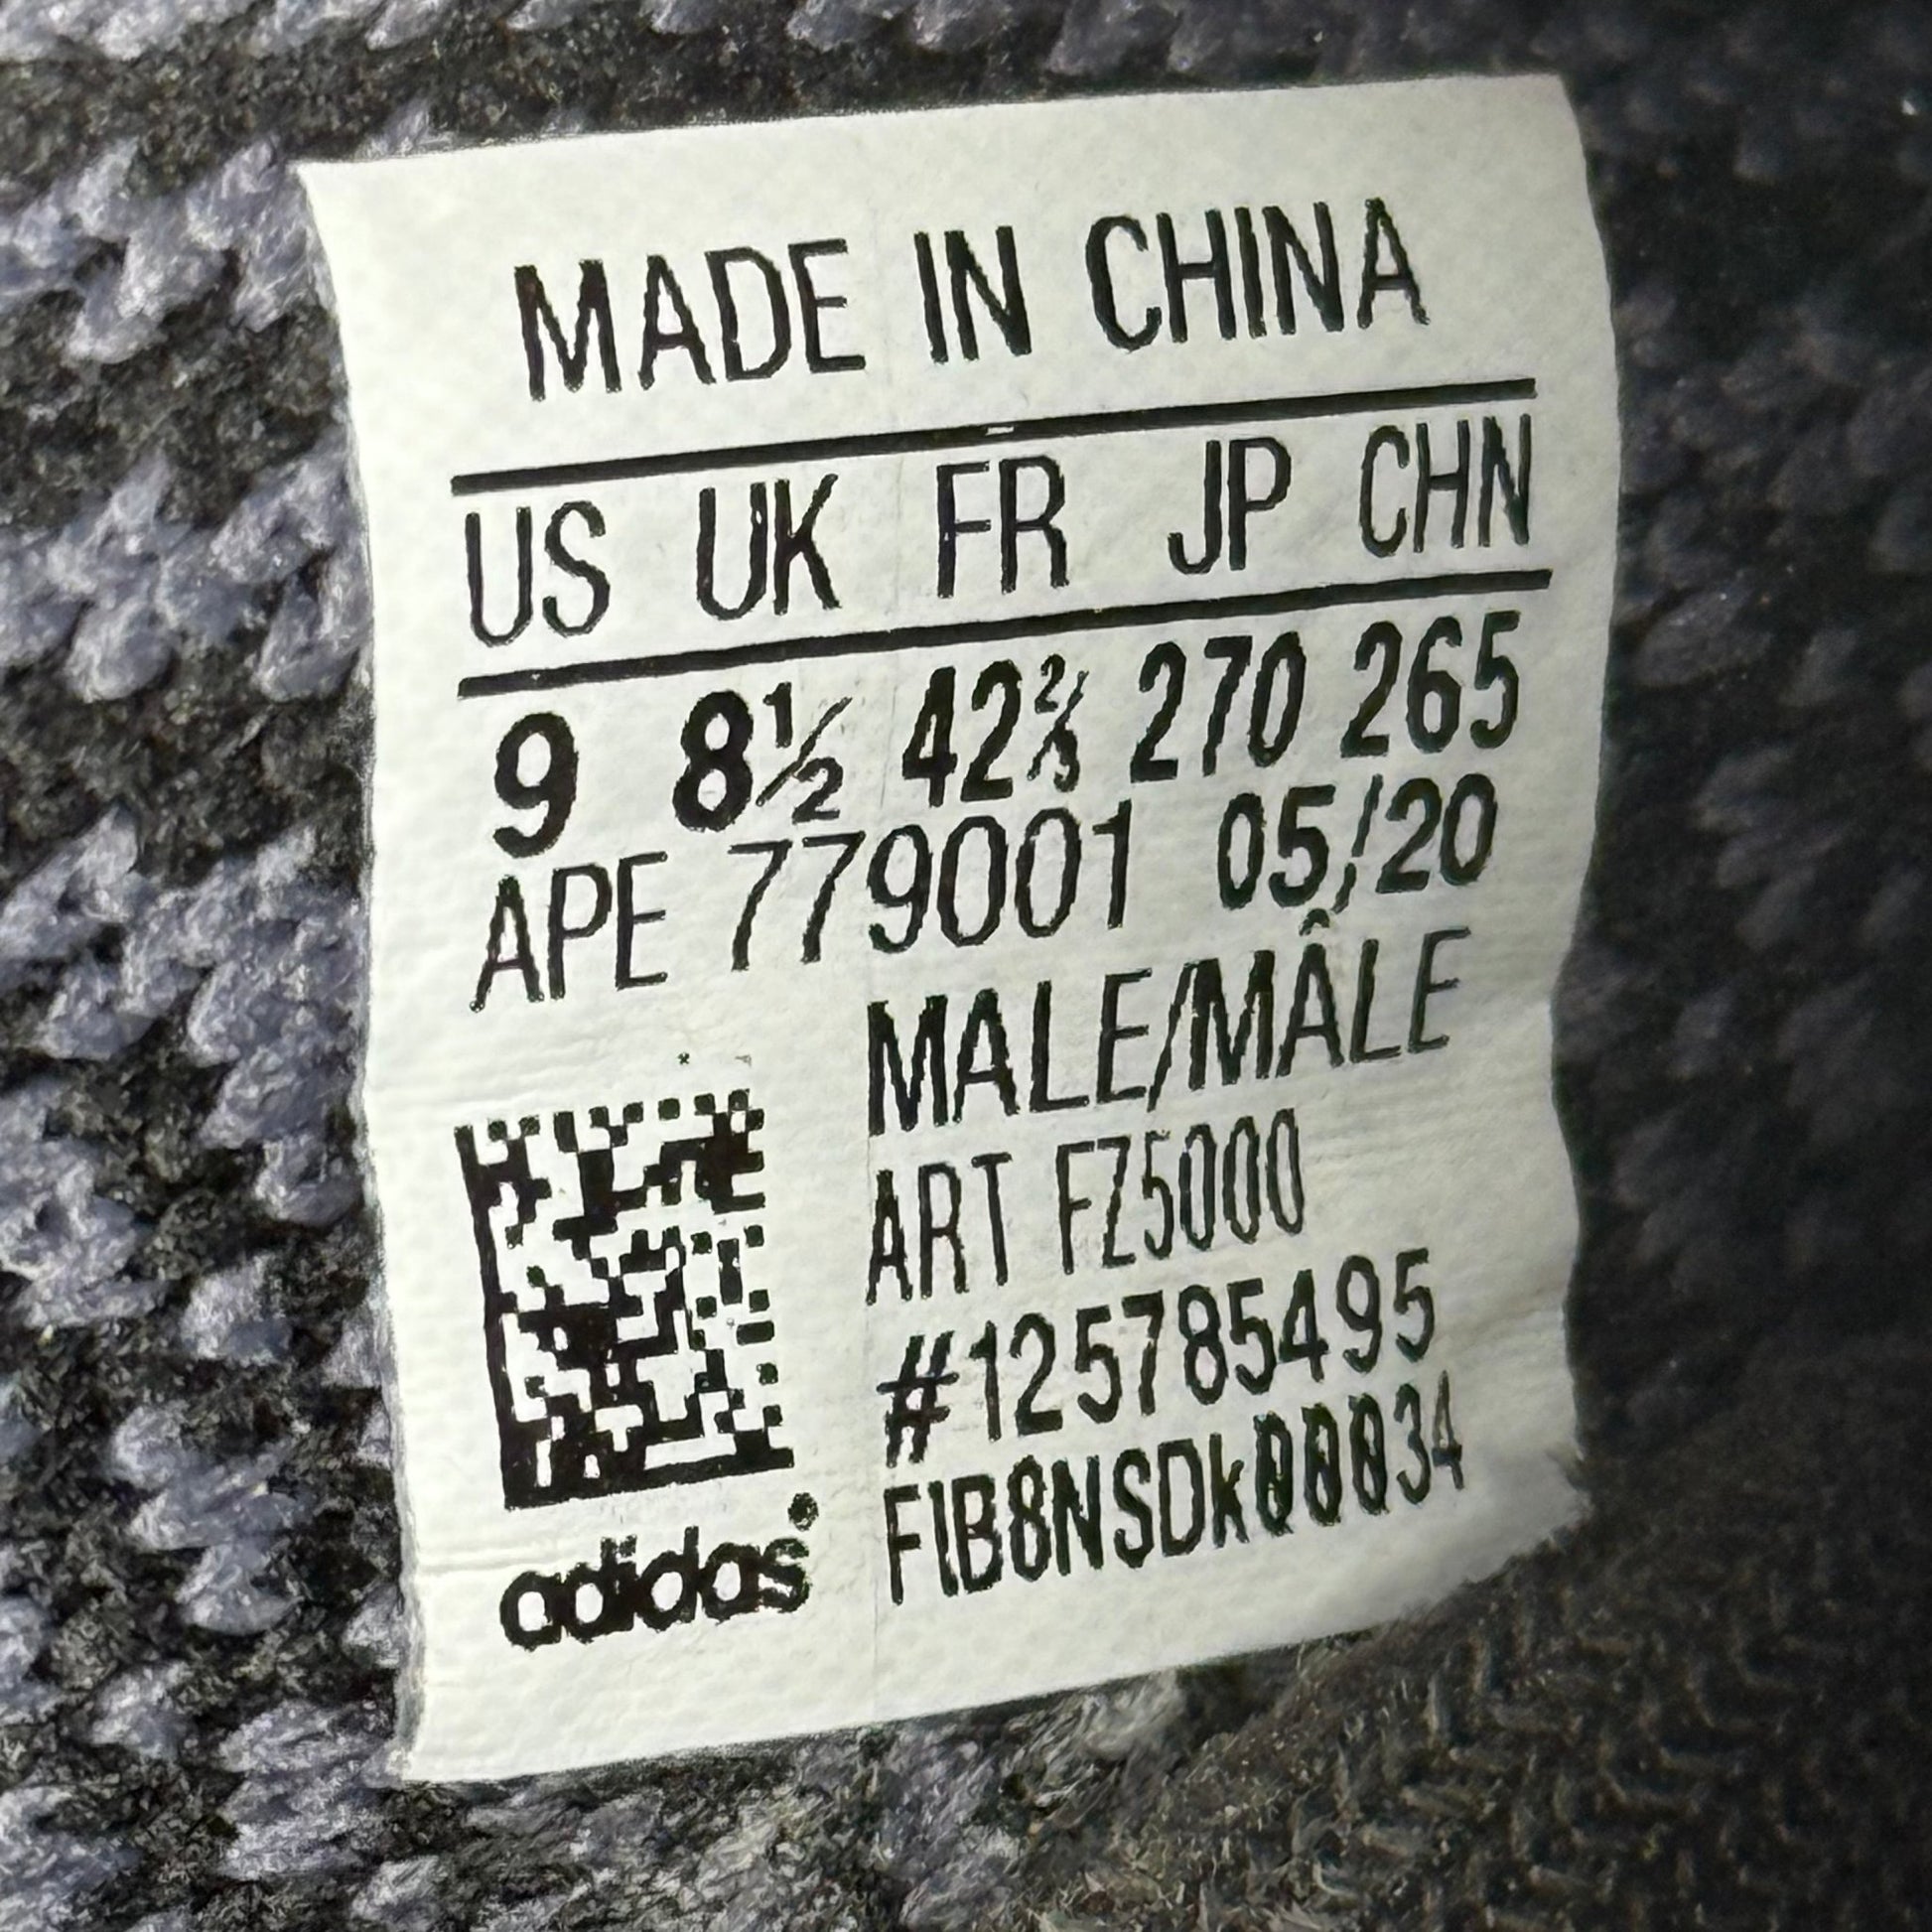 MADE IN CHINA
US UK FR JP CHN
9 8½ 42⅔ 270 265
APE 779001 05/20
MALE/MÂLE
ART FZ5000
#125785495
FIB8NSDk00034
adidas